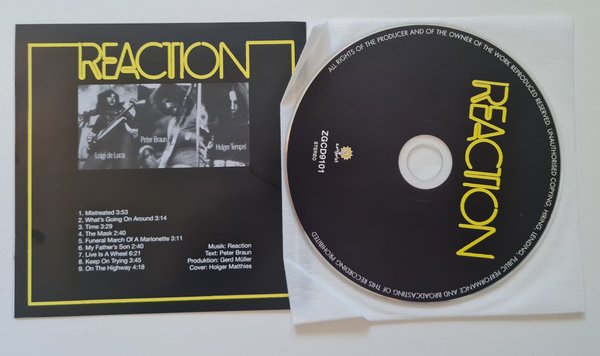 REACTION
Luigi de Luca
Peter Braun
Holger Tempel
1. Mistreated 3:53
2. What's Going On Around 3:14
3. Time 3:29
4. The Mask 2:40
5. Funeral March Of A Marionette 3:11
6. My Father's Son 2:40
7. Live Is A Wheel 6:21
8. Keep On Trying 3:45
9. On The Highway 4:18
Musik: Reaction
Text: Peter Braun
Produktion: Gerd Müller
Cover: Holger Matthies
ALL RIGHTS OF THE PRODUCER AND OF THE OWNER OF THE WORK REPRODUCED RESERVED. UNAUTHORISED COPYING, HIRING, LENDING, PUBLIC PERFORMANCE AND BROADCASTING OF THIS RECORDING PROHIBITED
REACTION
ZGCD9101
STEREO